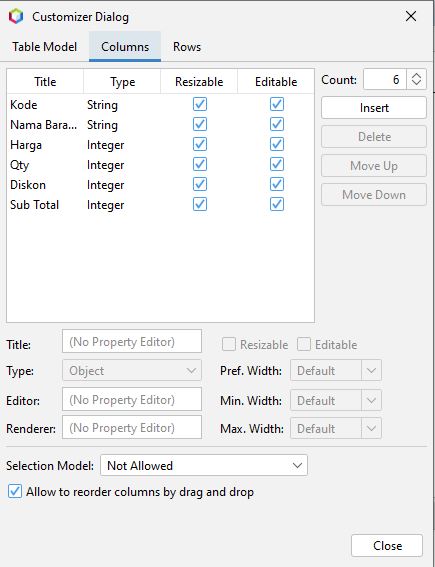 Customizer Dialog
Table Model Columns Rows
Title Type Resizable Editable
Count: 6
Kode String
Insert
Nama Bara... String
Delete
Harga Integer
Qty Integer
Move Up
Diskon Integer
Move Down
Sub Total Integer
Title: (No Property Editor) Resizable Editable
Type: Object Pref. Width: Default
Editor: (No Property Editor) Min. Width: Default
Renderer: (No Property Editor) Max. Width: Default
Selection Model: Not Allowed
Allow to reorder columns by drag and drop
Close